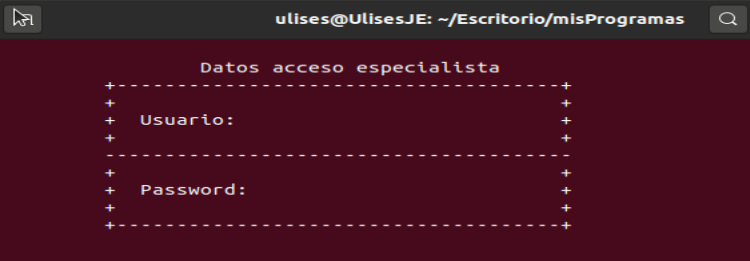 ulises@UlisesJE: ~/Escritorio/misProgramas
Datos acceso especialista
+-------------------------------------+
+ +
+ Usuario: +
+ +
---------------------------------------
+ +
+ Password: +
+ +
+-------------------------------------+